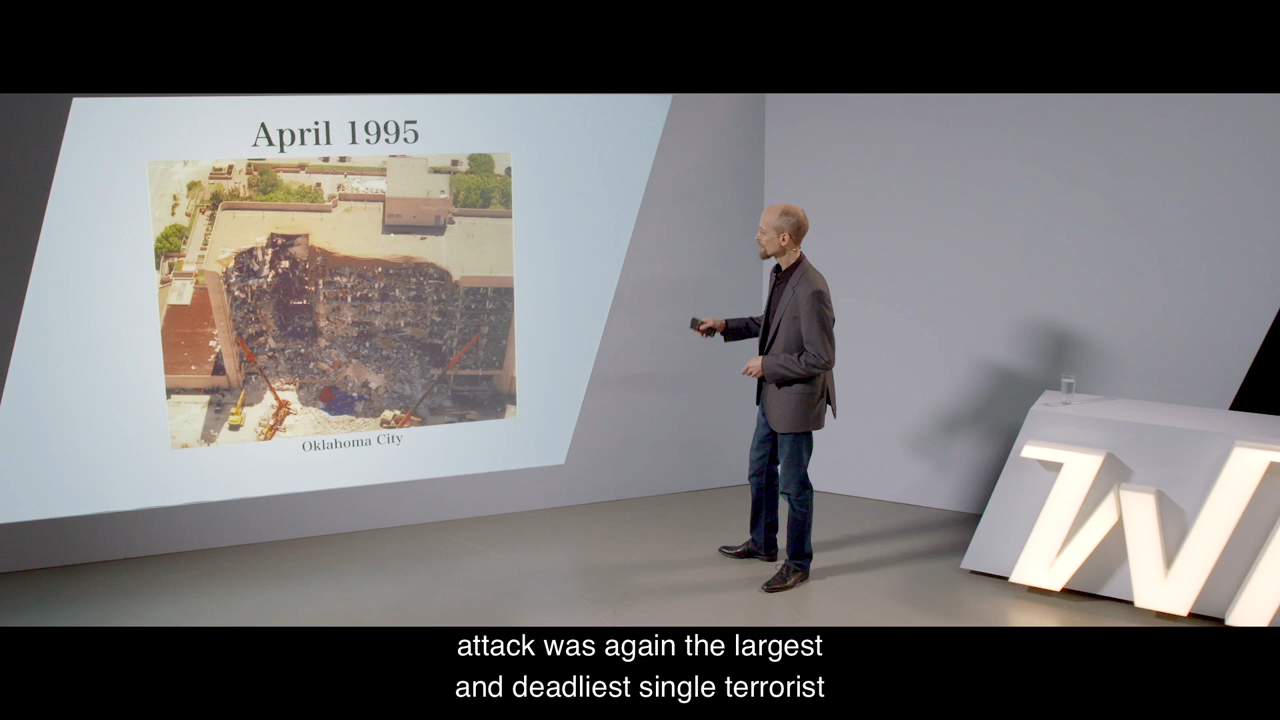 April 1995
Oklahoma City
attack was again the largest
and deadliest single terrorist